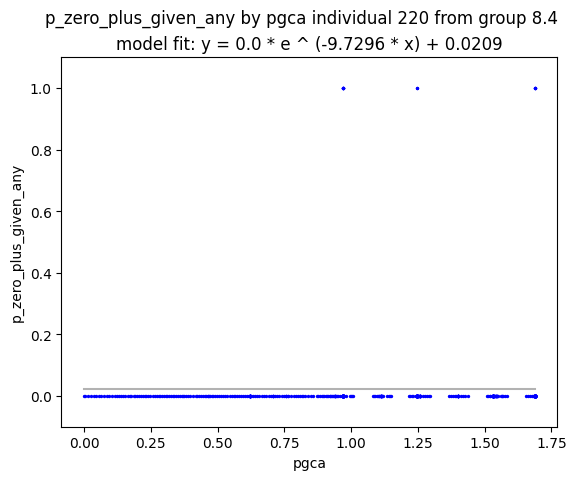 p_zero_plus_given_any by pgca individual 220 from group 8.4
model fit: y = 0.0 * e ^ (-9.7296 * x) + 0.0209
1.0
0.8
0.6
0.4
0.2
0.0
p_zero_plus_given_any
0.00 0.25 0.50 0.75 1.00 1.25 1.50 1.75
pgca